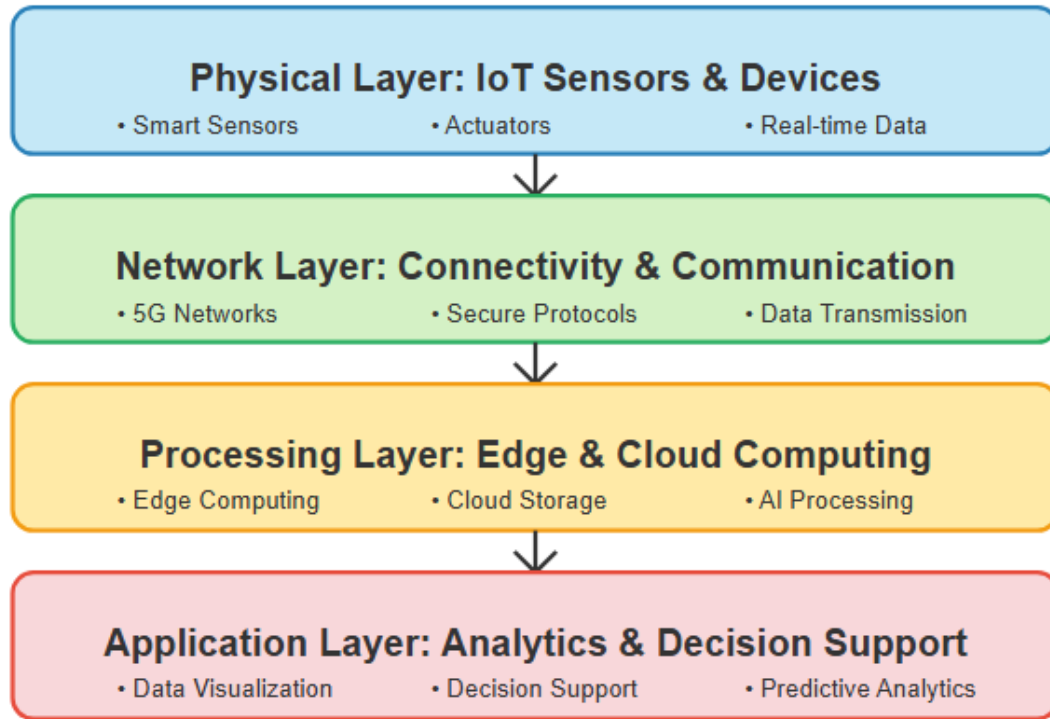 Physical Layer: IoT Sensors & Devices
• Smart Sensors • Actuators • Real-time Data
Network Layer: Connectivity & Communication
• 5G Networks • Secure Protocols • Data Transmission
Processing Layer: Edge & Cloud Computing
• Edge Computing • Cloud Storage • AI Processing
Application Layer: Analytics & Decision Support
• Data Visualization • Decision Support • Predictive Analytics